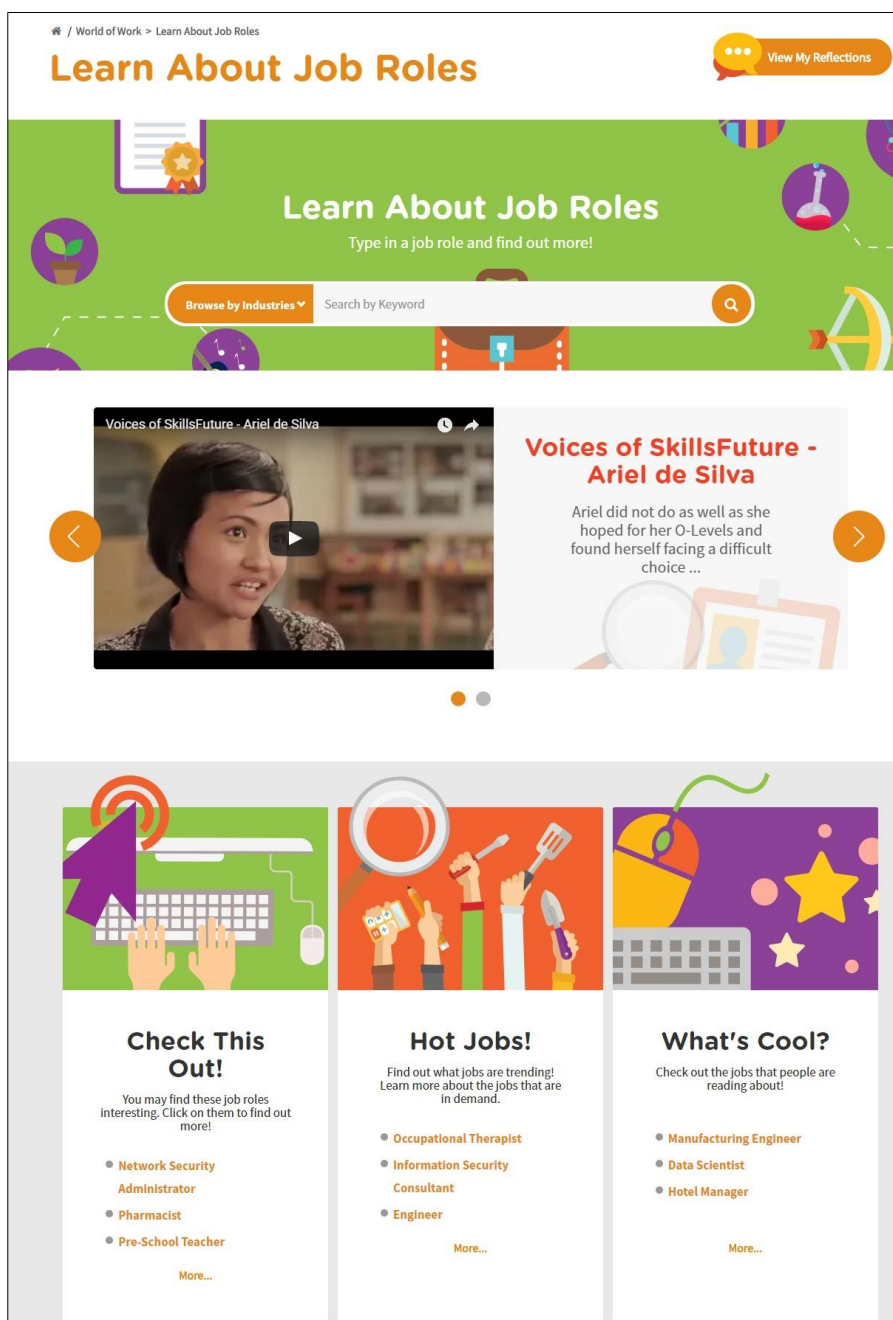 / World of Work > Learn About Job Roles
Learn About Job Roles
View My Reflections
Learn About Job Roles
Type in a job role and find out more!
Browse by Industries
Search by Keyword
Voices of SkillsFuture - Ariel de Silva
Voices of SkillsFuture -
Ariel de Silva
Ariel did not do as well as she
hoped for her O-Levels and
found herself facing a difficult
choice ...
Check This
Out!
You may find these job roles
interesting. Click on them to find out
more!
Network Security
Administrator
Pharmacist
Pre-School Teacher
More...
Hot Jobs!
Find out what jobs are trending!
Learn more about the jobs that are
in demand.
Occupational Therapist
Information Security
Consultant
Engineer
More...
What's Cool?
Check out the jobs that people are
reading about!
Manufacturing Engineer
Data Scientist
Hotel Manager
More...